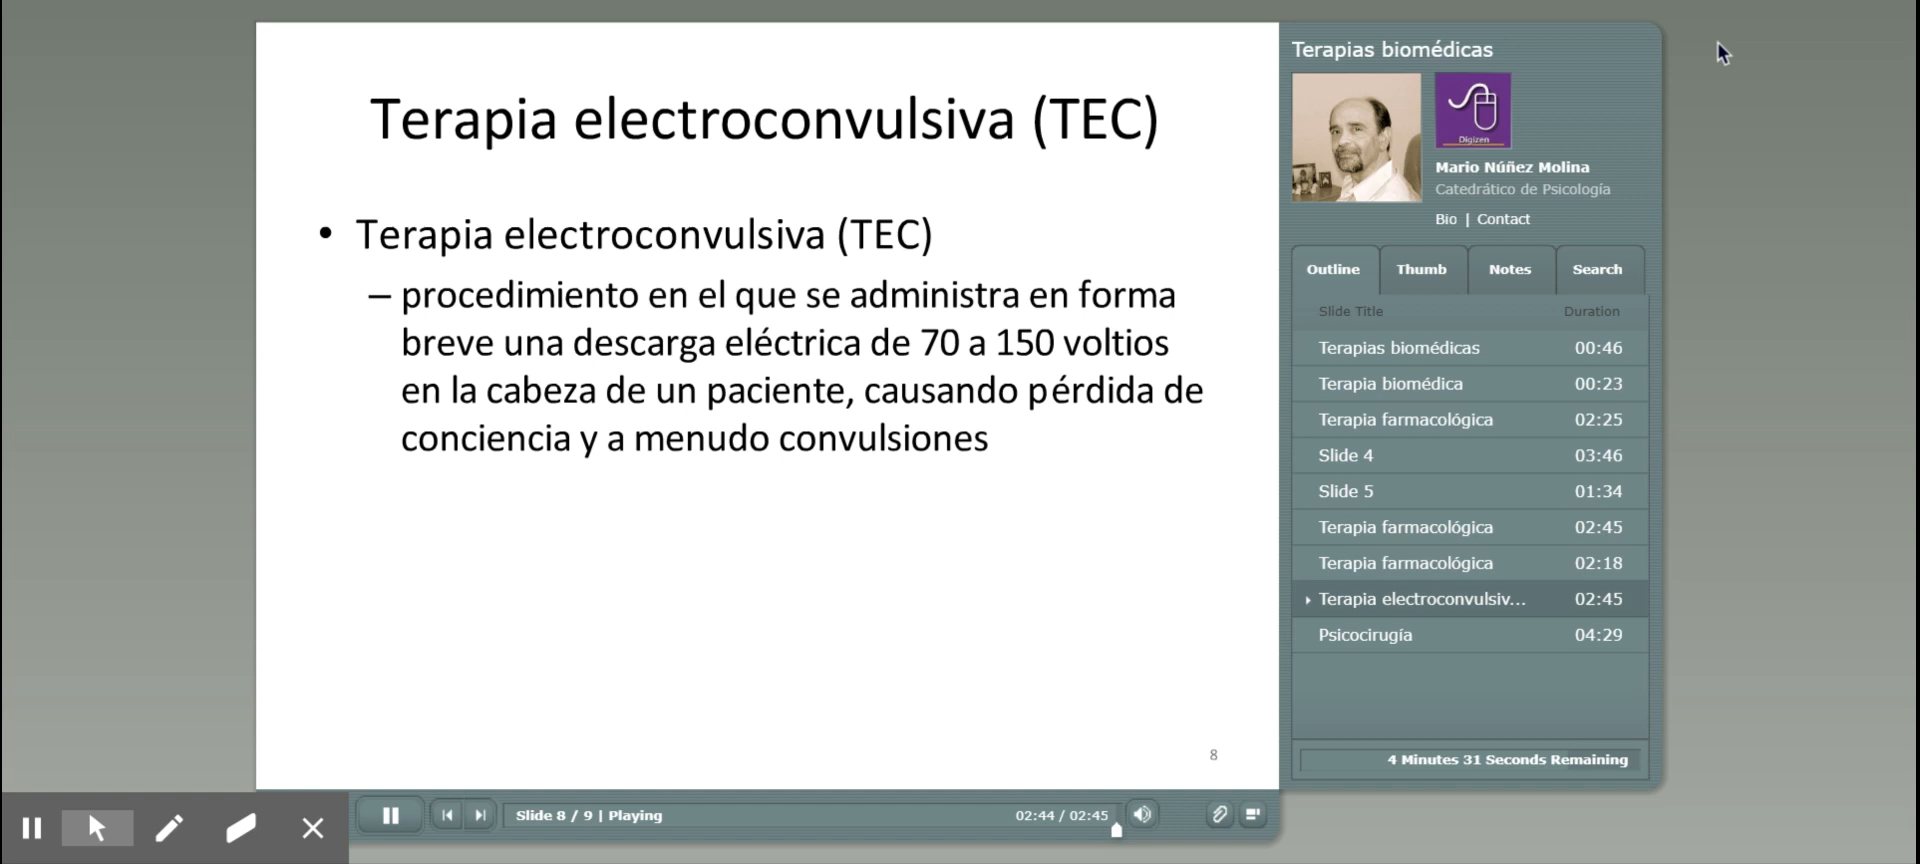 Terapia electroconvulsiva (TEC)
• Terapia electroconvulsiva (TEC)
– procedimiento en el que se administra en forma
breve una descarga eléctrica de 70 a 150 voltios
en la cabeza de un paciente, causando pérdida de
conciencia y a menudo convulsiones
8
Terapias biomédicas
Digizen
Mario Núñez Molina
Catedrático de Psicología
Bio | Contact
Outline Thumb Notes Search
Slide Title Duration
Terapias biomédicas 00:46
Terapia biomédica 00:23
Terapia farmacológica 02:25
Slide 4 03:46
Slide 5 01:34
Terapia farmacológica 02:45
Terapia farmacológica 02:18
Terapia electroconvulsiv... 02:45
Psicocirugía 04:29
4 Minutes 31 Seconds Remaining
Slide 8 / 9 | Playing 02:44 / 02:45